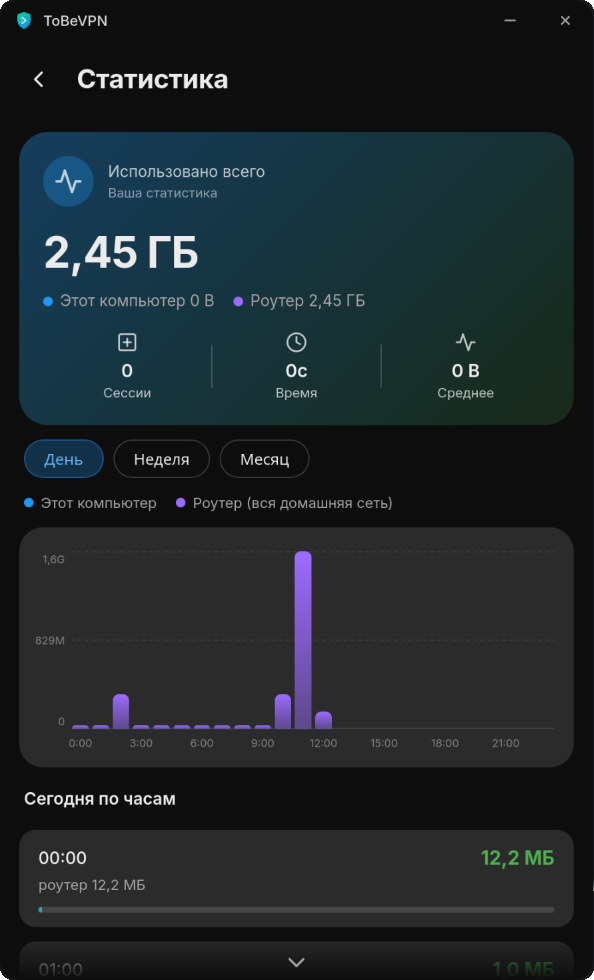 ToBeVPN
Статистика
Использовано всего
Ваша статистика
2,45 ГБ
Этот компьютер 0 B Роутер 2,45 ГБ
0 0с 0 B
Сессии Время Среднее
День Неделя Месяц
Этот компьютер Роутер (вся домашняя сеть)
1,6G
829M
0
0:00 3:00 6:00 9:00 12:00 15:00 18:00 21:00
Сегодня по часам
00:00 12,2 МБ
роутер 12,2 МБ
01:00 1,0 МБ